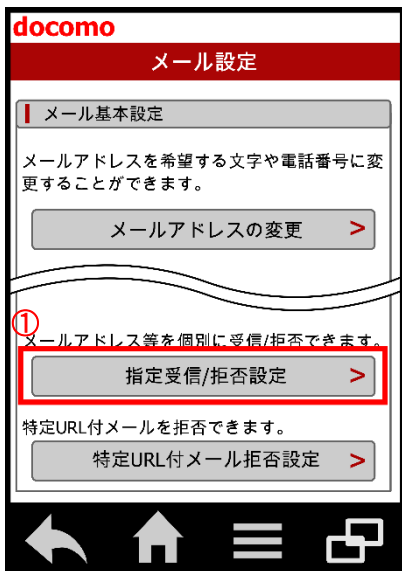 docomo
メール設定
メール基本設定
メールアドレスを希望する文字や電話番号に変
更することができます。
メールアドレスの変更 >
①
メールアドレス等を個別に受信/拒否できます。
指定受信/拒否設定 >
特定URL付メールを拒否できます。
特定URL付メール拒否設定 >